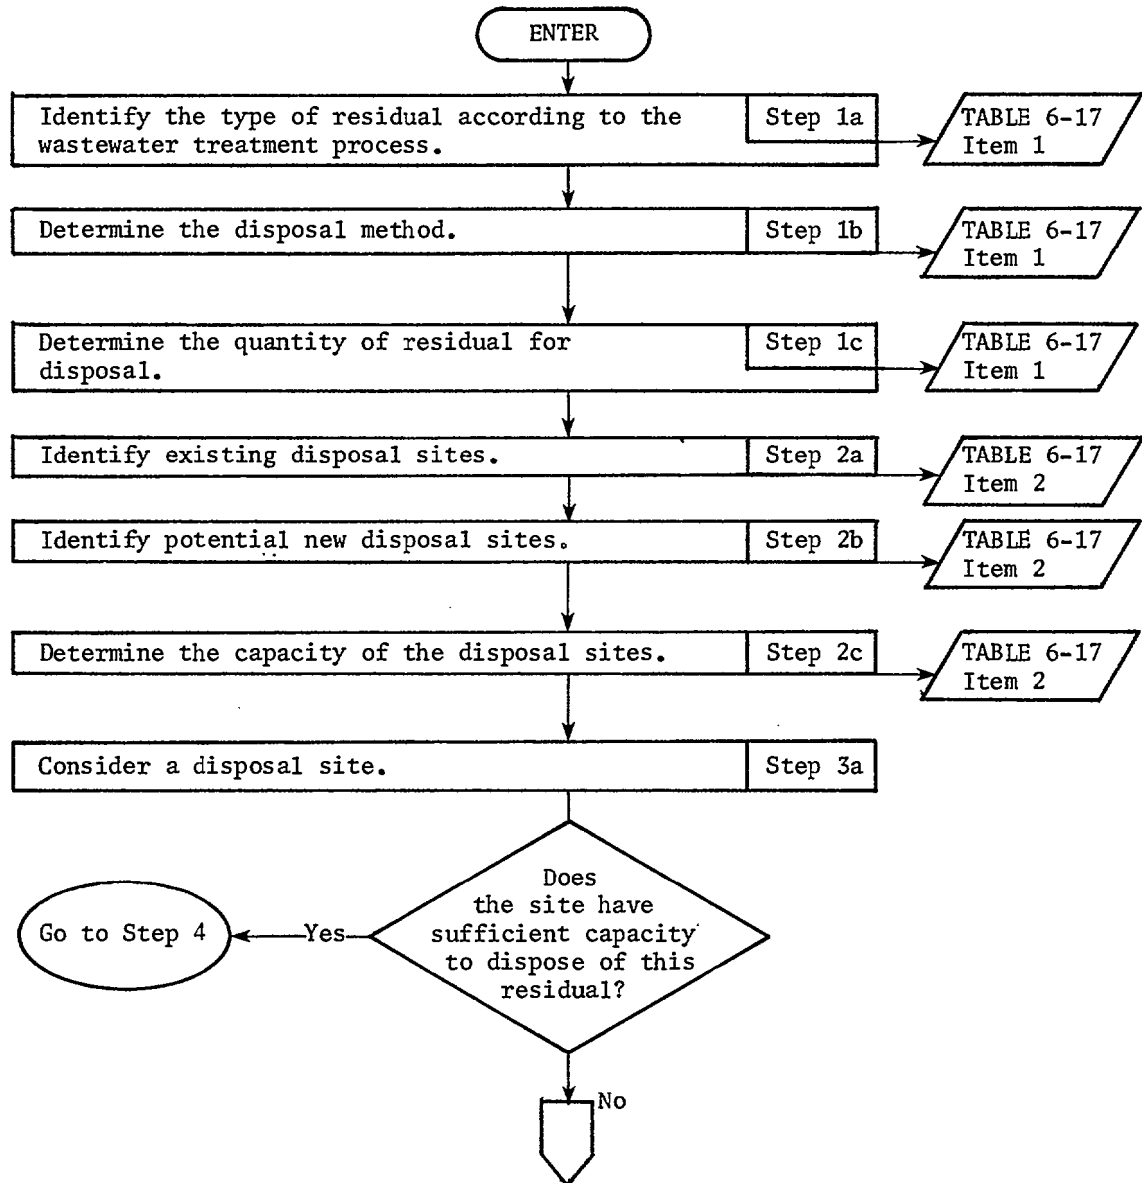 ENTER
Identify the type of residual according to the
wastewater treatment process.
Step 1a
TABLE 6-17
Item 1
Determine the disposal method.
Step 1b
TABLE 6-17
Item 1
Determine the quantity of residual for
disposal.
Step 1c
TABLE 6-17
Item 1
Identify existing disposal sites.
Step 2a
TABLE 6-17
Item 2
Identify potential new disposal sites.
Step 2b
TABLE 6-17
Item 2
Determine the capacity of the disposal sites.
Step 2c
TABLE 6-17
Item 2
Consider a disposal site.
Step 3a
Does
the site have
sufficient capacity
to dispose of this
residual?
Yes
Go to Step 4
No